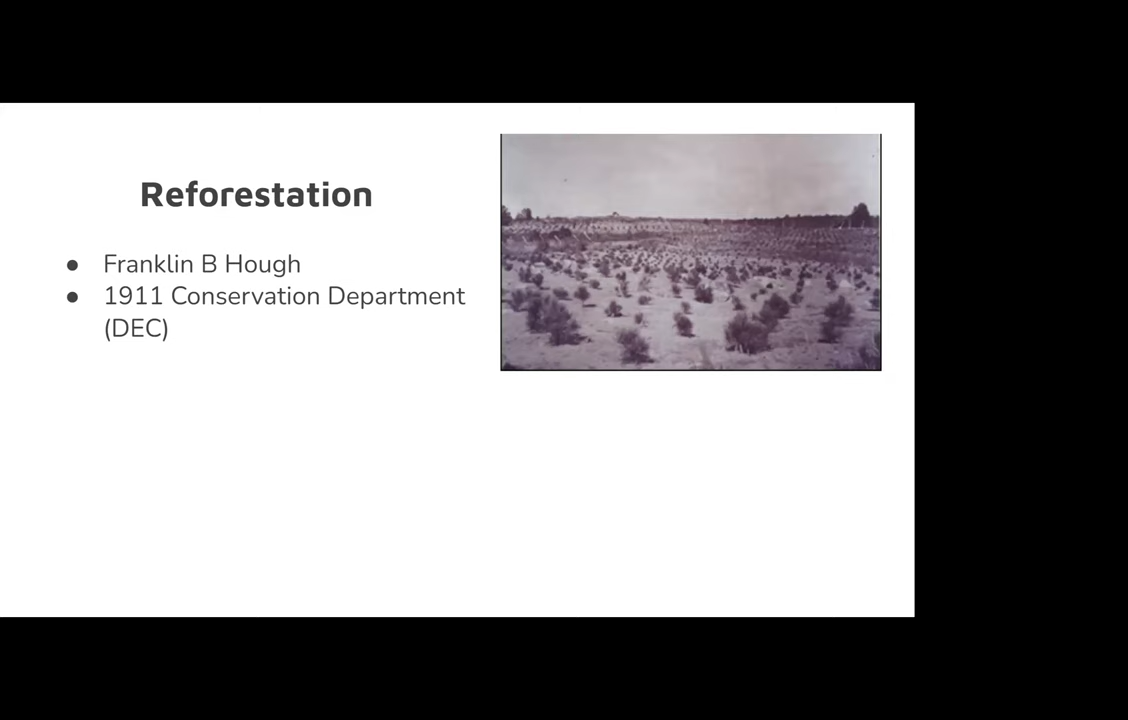 Reforestation
● Franklin B Hough
● 1911 Conservation Department
(DEC)